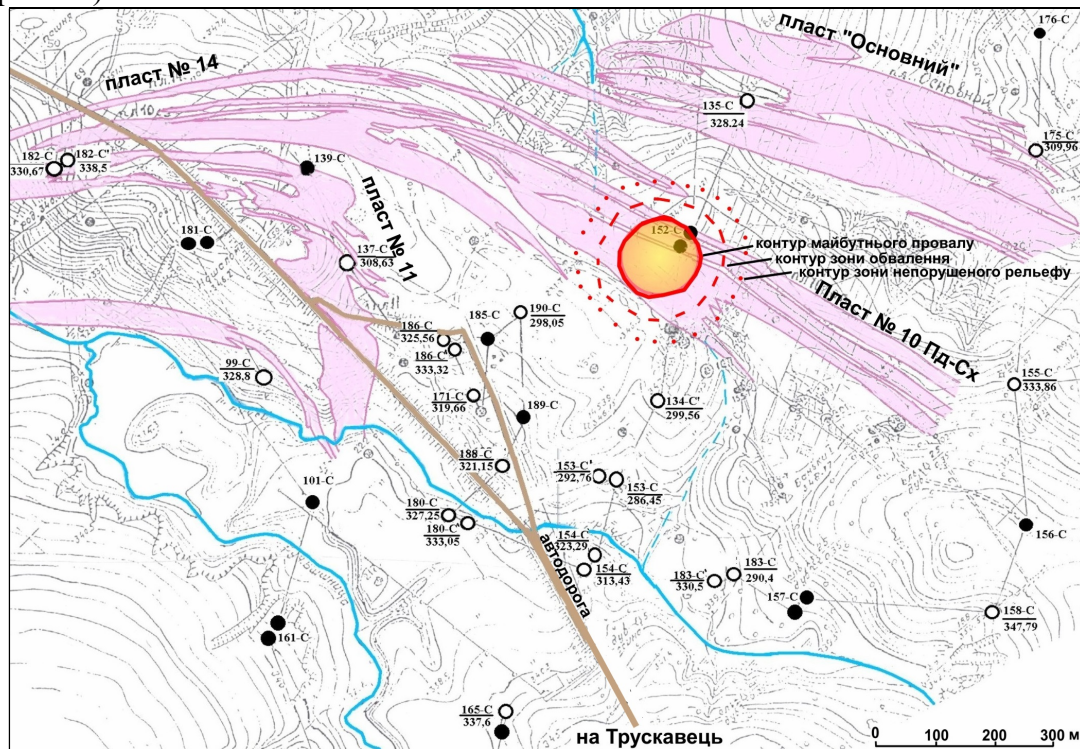 176-С
пласт "Основний"
пласт № 14
135-С
328.24
175-С
309,96
182-С
330,67
182-С'
338,5
139-С
пласт № 11
181-С
152-С
137-С
308,63
контур майбутнього провалу
контур зони обвалення
контур зони непорушеного рельєфу
Пласт № 10 Пд-Сх
190-С
298,05
185-С
186-С
325,56
186-С'
333,32
99-С
328,8
171-С
319,66
134-С'
299,56
155-С
333,86
189-С
188-С
321,15
153-С'
292,76
153-С
286,45
101-С
180-С
327,25
180-С'
333,05
автодорога
154-С
323,29
154-С
313,43
156-С
183-С'
330,5
183-С
290,4
157-С
158-С
347,79
161-С
165-С
337,6
на Трускавець
0 100 200 300 м